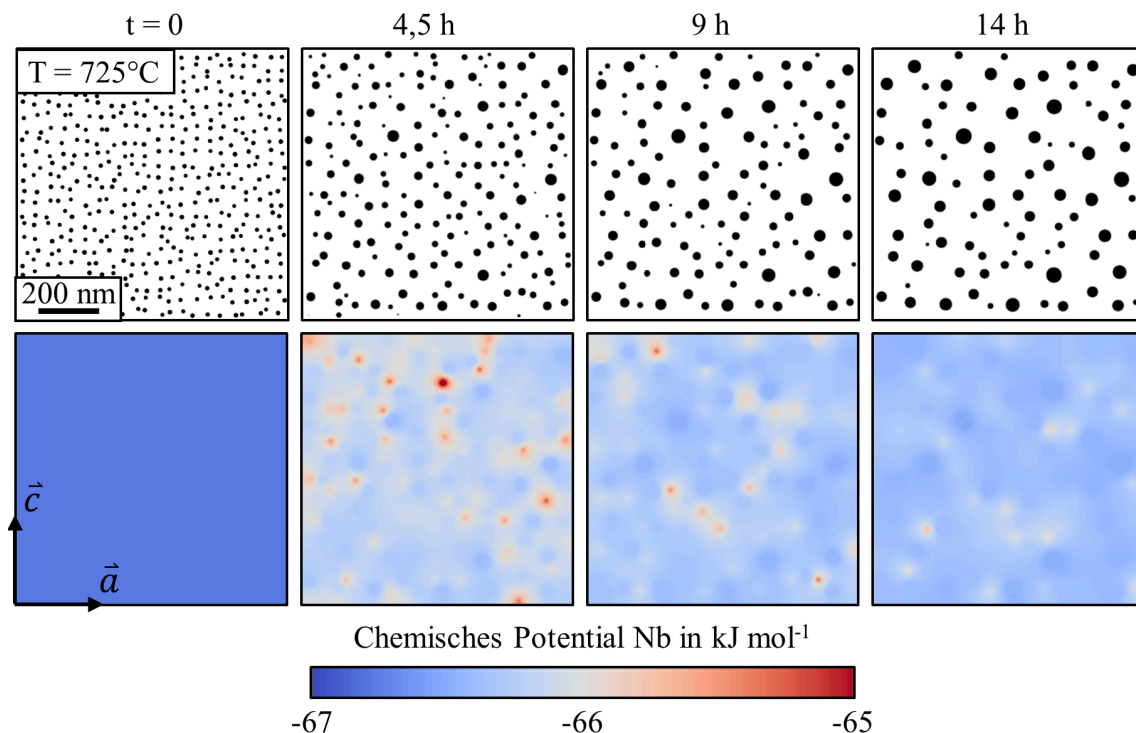 t = 0 4,5 h 9 h 14 h
T = 725°C
200 nm
c⃗
a⃗
Chemisches Potential Nb in kJ mol⁻¹
-67 -66 -65